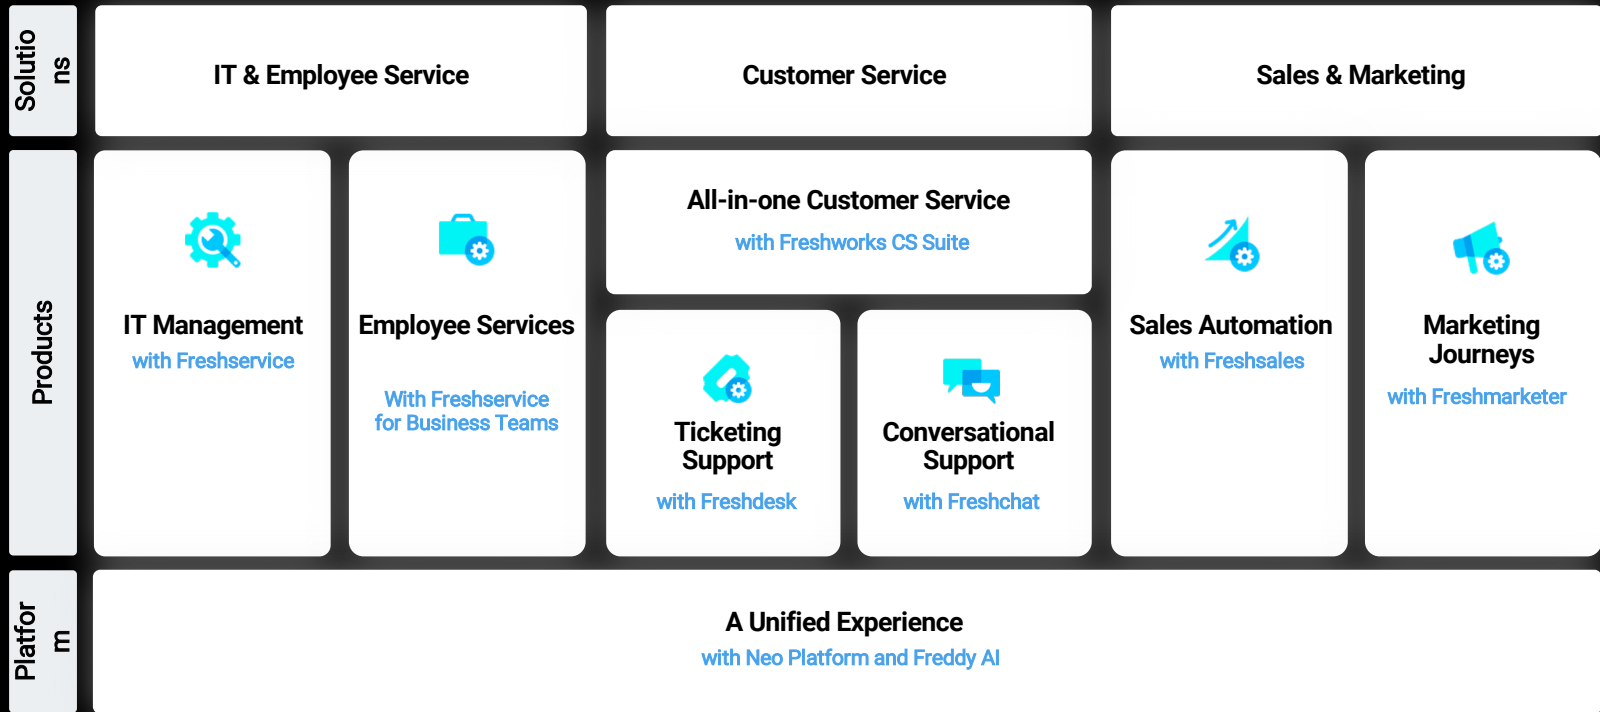 Solutio
ns
IT & Employee Service
Customer Service
Sales & Marketing
Products
IT Management
with Freshservice
Employee Services
With Freshservice
for Business Teams
All-in-one Customer Service
with Freshworks CS Suite
Ticketing
Support
with Freshdesk
Conversational
Support
with Freshchat
Sales Automation
with Freshsales
Marketing
Journeys
with Freshmarketer
Platfor
m
A Unified Experience
with Neo Platform and Freddy AI